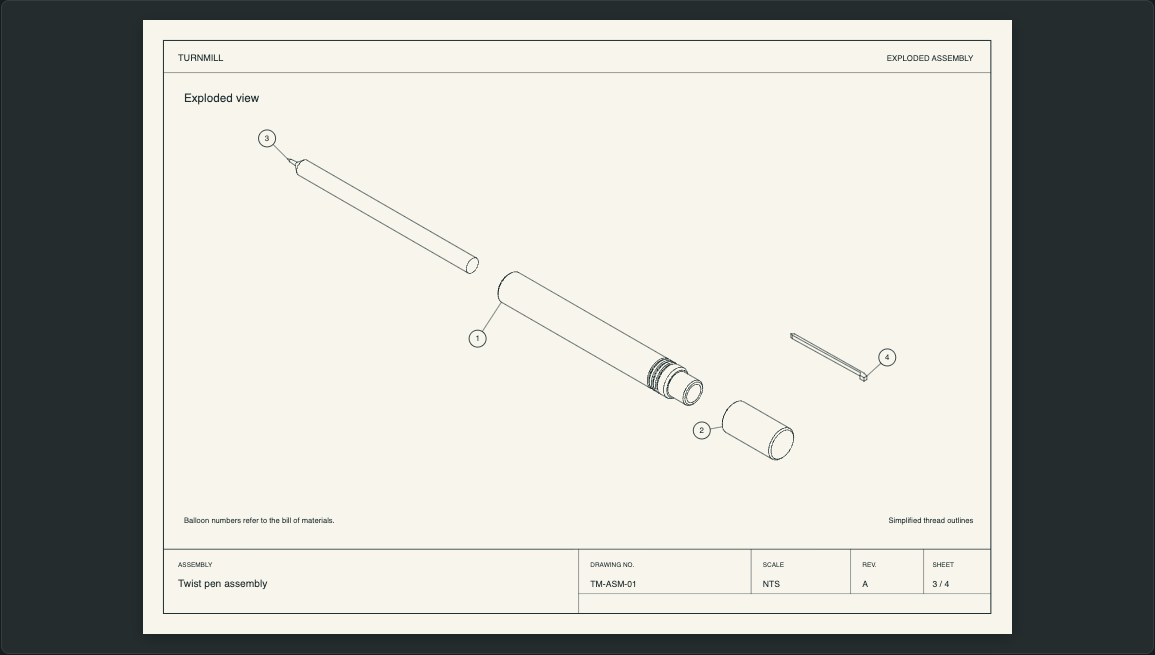 TURNMILL
EXPLODED ASSEMBLY
Exploded view
3
1
4
2
Balloon numbers refer to the bill of materials.
Simplified thread outlines
ASSEMBLY
Twist pen assembly
DRAWING NO.
TM-ASM-01
SCALE
NTS
REV.
A
SHEET
3 / 4